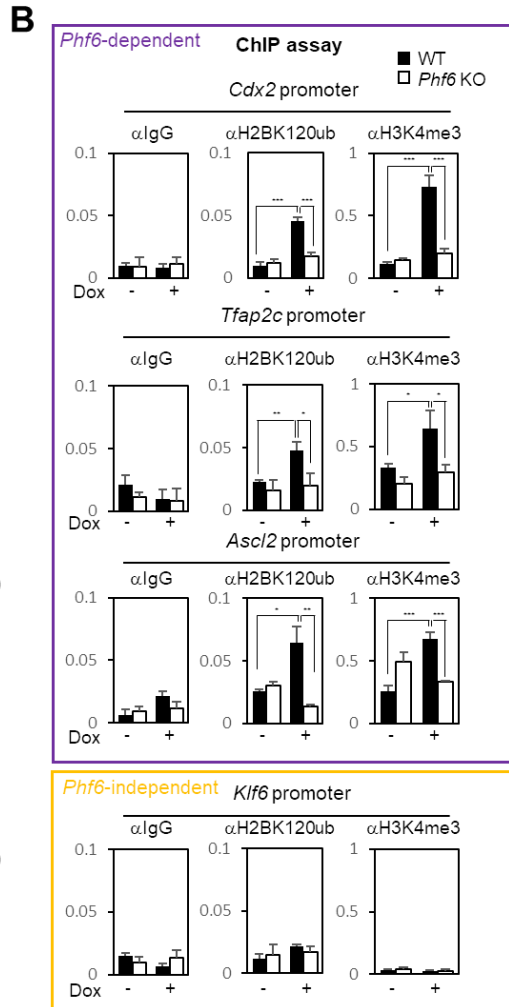 B
Phf6-dependent
ChIP assay
WT
Phf6 KO
Cdx2 promoter
αIgG αH2BK120ub αH3K4me3
0.1 0.1 1
*** *** *** ***
0.05 0.05 0.5
0 0 0
Dox - + - + - +
Tfap2c promoter
αIgG αH2BK120ub αH3K4me3
0.1 0.1 1
** * * *
0.05 0.05 0.5
0 0 0
Dox - + - + - +
Ascl2 promoter
αIgG αH2BK120ub αH3K4me3
0.1 0.1 1
* ** *** ***
0.05 0.05 0.5
0 0 0
Dox - + - + - +
Phf6-independent
Klf6 promoter
αIgG αH2BK120ub αH3K4me3
0.1 0.1 1
0.05 0.05 0.5
0 0 0
Dox - + - + - +